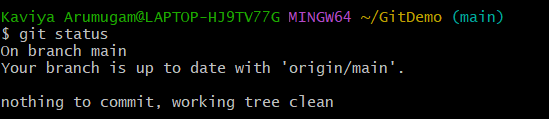 Kaviya Arumugam@LAPTOP-HJ9TV77G MINGW64 ~/GitDemo (main)
$ git status
On branch main
Your branch is up to date with 'origin/main'.
nothing to commit, working tree clean